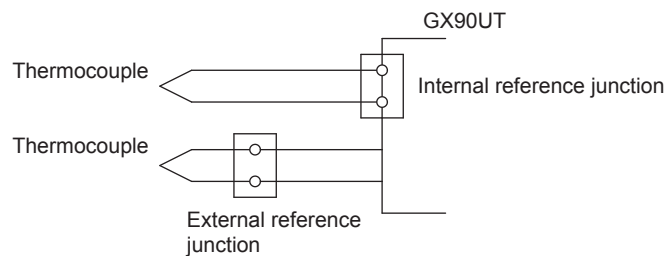 GX90UT
Thermocouple
Internal reference junction
Thermocouple
External reference
junction